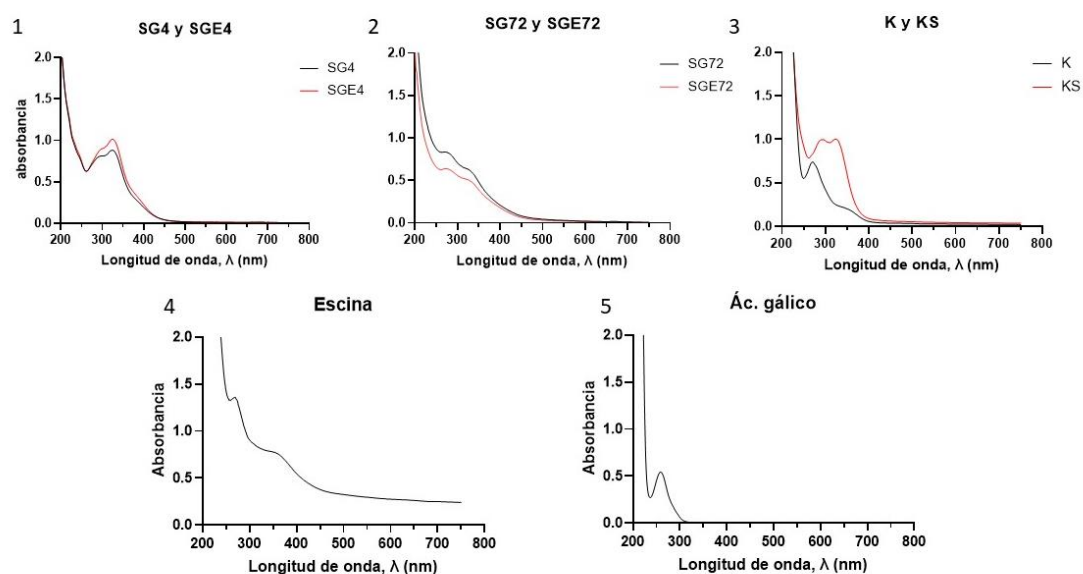 1
SG4 y SGE4
SG4
SGE4
absorbancia
2.0
1.5
1.0
0.5
0.0
200 300 400 500 600 700 800
Longitud de onda, λ (nm)
2
SG72 y SGE72
SG72
SGE72
2.0
1.5
1.0
0.5
0.0
200 300 400 500 600 700 800
Longitud de onda, λ (nm)
3
K y KS
K
KS
2.0
1.5
1.0
0.5
0.0
200 300 400 500 600 700 800
Longitud de onda, λ (nm)
4
Escina
Absorbancia
2.0
1.5
1.0
0.5
0.0
200 300 400 500 600 700 800
Longitud de onda, λ (nm)
5
Ác. gálico
Absorbancia
2.0
1.5
1.0
0.5
0.0
200 300 400 500 600 700 800
Longitud de onda, λ (nm)